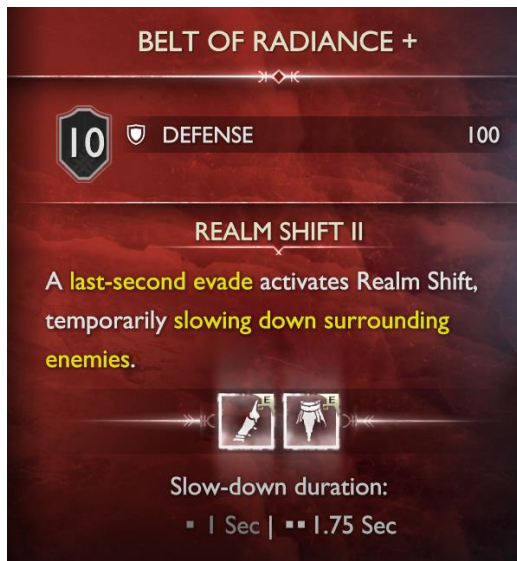 BELT OF RADIANCE +
10 DEFENSE 100
REALM SHIFT II
A last-second evade activates Realm Shift,
temporarily slowing down surrounding
enemies.
E E
Slow-down duration:
▪ 1 Sec | ▪▪ 1.75 Sec